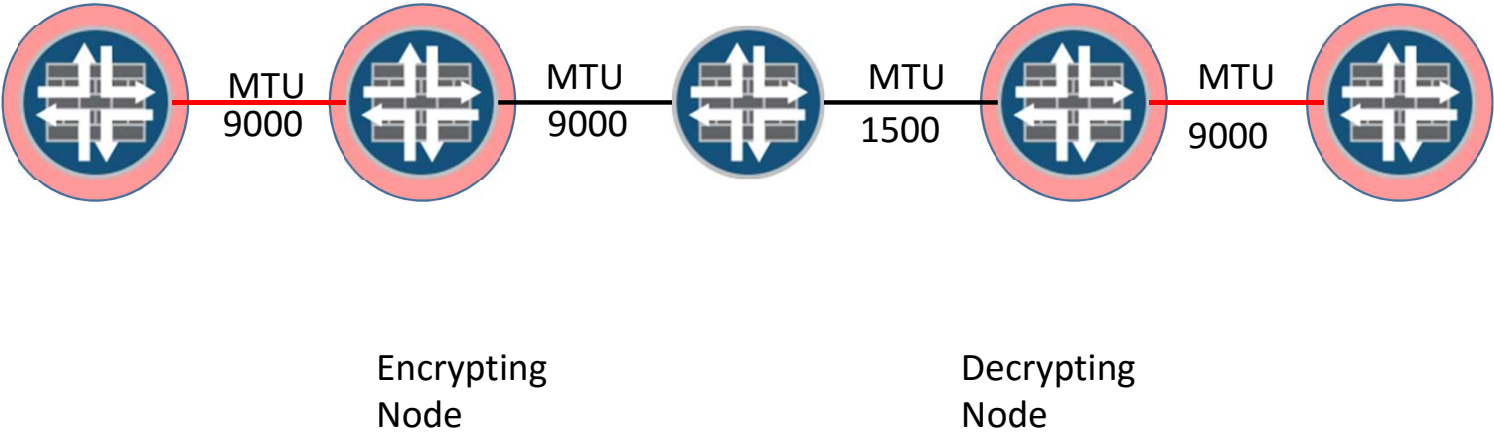 MTU
9000
MTU
9000
MTU
1500
MTU
9000
Encrypting
Node
Decrypting
Node